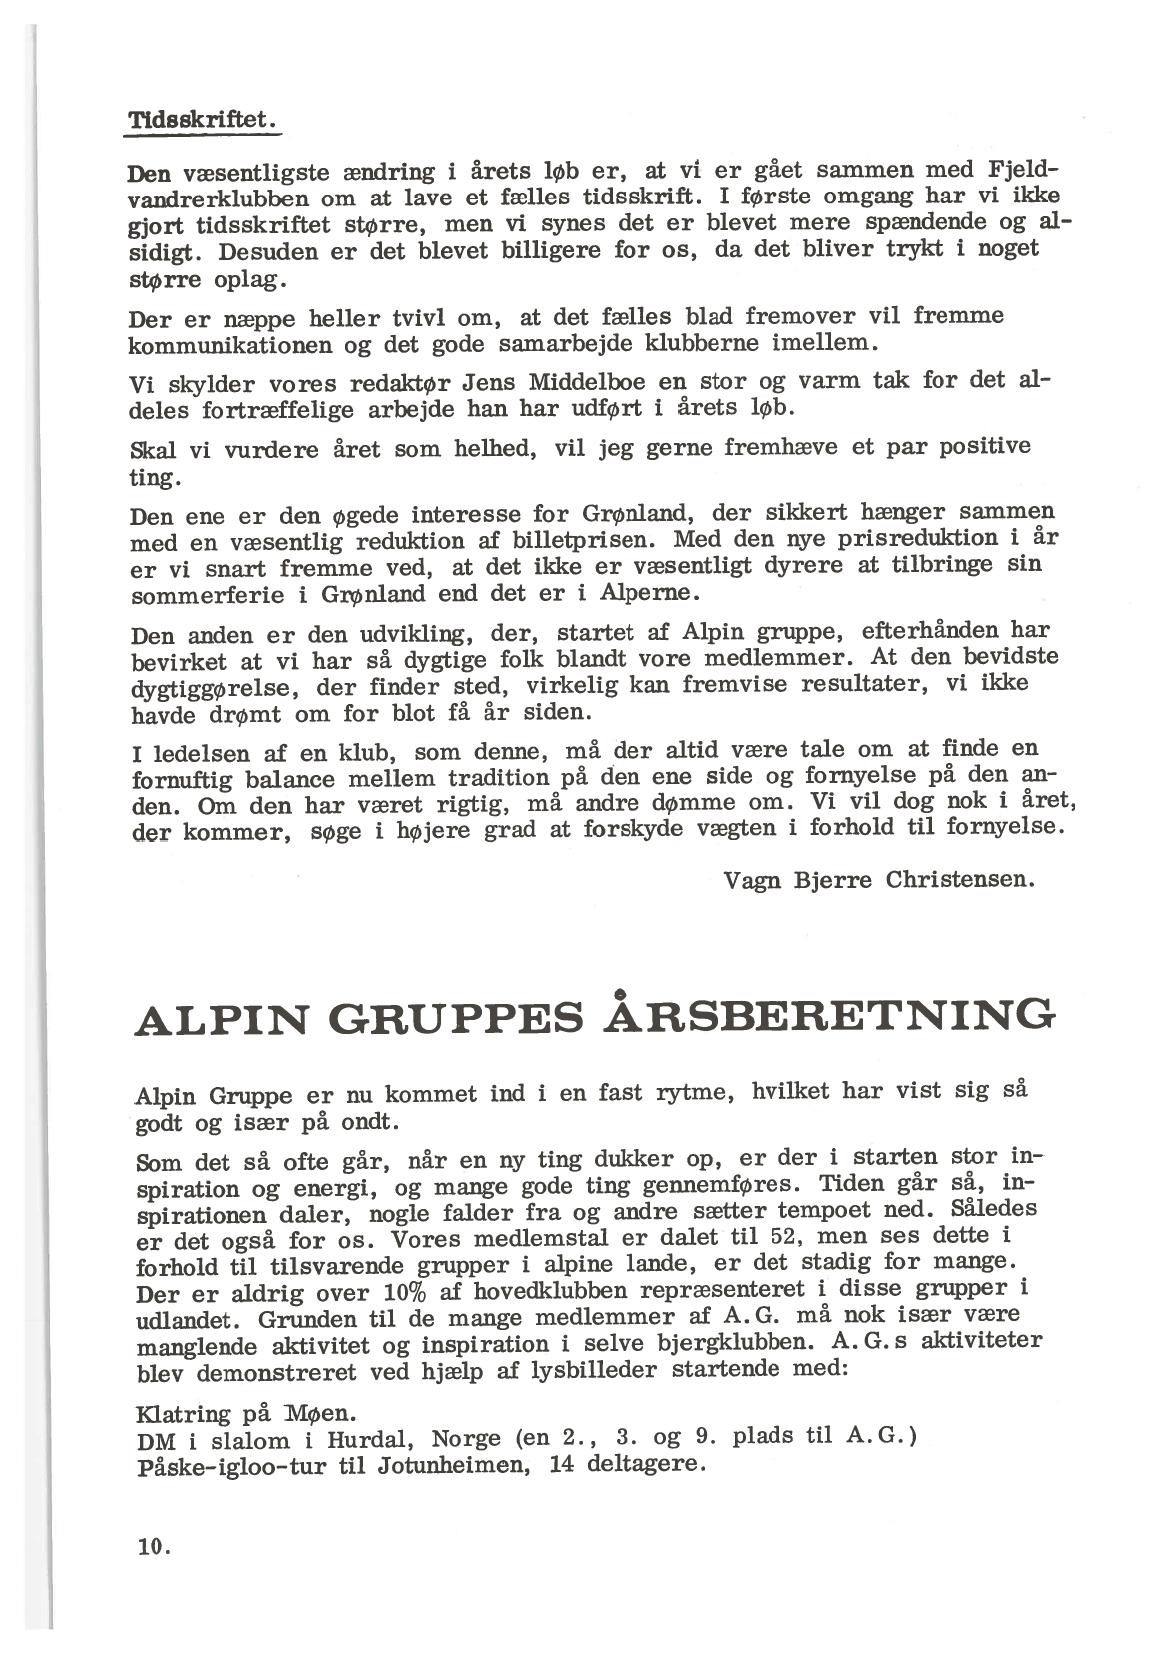 Tidsskriftet.
Den væsentligste ændring i årets løb er, at vi er gået sammen med Fjeld-
vandrerklubben om at lave et fælles tidsskrift. I første omgang har vi ikke
gjort tidsskriftet større, men vi synes det er blevet mere spændende og al-
sidigt. Desuden er det blevet billigere for os, da det bliver trykt i noget
større oplag.
Der er næppe heller tvivl om, at det fælles blad fremover vil fremme
kommunikationen og det gode samarbejde klubberne imellem.
Vi skylder vores redaktør Jens Middelboe en stor og varm tak for det al-
deles fortræffelige arbejde han har udført i årets løb.
Skal vi vurdere året som helhed, vil jeg gerne fremhæve et par positive
ting.
Den ene er den øgede interesse for Grønland, der sikkert hænger sammen
med en væsentlig reduktion af billetprisen. Med den nye prisreduktion i år
er vi snart fremme ved, at det ikke er væsentligt dyrere at tilbringe sin
sommerferie i Grønland end det er i Alperne.
Den anden er den udvikling, der, startet af Alpin gruppe, efterhånden har
bevirket at vi har så dygtige folk blandt vore medlemmer. At den bevidste
dygtiggørelse, der finder sted, virkelig kan fremvise resultater, vi ikke
havde drømt om for blot få år siden.
I ledelsen af en klub, som denne, må der altid være tale om at finde en
fornuftig balance mellem tradition på den ene side og fornyelse på den an-
den. Om den har været rigtig, må andre dømme om. Vi vil dog nok i året,
der kommer, søge i højere grad at forskyde vægten i forhold til fornyelse.
Vagn Bjerre Christensen.
ALPIN GRUPPES ÅRSBERETNING
Alpin Gruppe er nu kommet ind i en fast rytme, hvilket har vist sig så
godt og især på ondt.
Som det så ofte går, når en ny ting dukker op, er der i starten stor in-
spiration og energi, og mange gode ting gennemføres. Tiden går så, in-
spirationen daler, nogle falder fra og andre sætter tempoet ned. Således
er det også for os. Vores medlemstal er dalet til 52, men ses dette i
forhold til tilsvarende grupper i alpine lande, er det stadig for mange.
Der er aldrig over 10% af hovedklubben repræsenteret i disse grupper i
udlandet. Grunden til de mange medlemmer af A.G. må nok især være
manglende aktivitet og inspiration i selve bjergklubben. A.G.s aktiviteter
blev demonstreret ved hjælp af lysbilleder startende med:
Klatring på Møen.
DM i slalom i Hurdal, Norge (en 2., 3. og 9. plads til A.G.)
Påske-igloo-tur til Jotunheimen, 14 deltagere.
10.